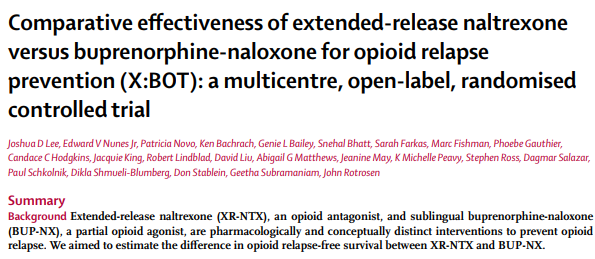 Comparative effectiveness of extended-release naltrexone
versus buprenorphine-naloxone for opioid relapse
prevention (X:BOT): a multicentre, open-label, randomised
controlled trial
Joshua D Lee, Edward V Nunes Jr, Patricia Novo, Ken Bachrach, Genie L Bailey, Snehal Bhatt, Sarah Farkas, Marc Fishman, Phoebe Gauthier,
Candace C Hodgkins, Jacquie King, Robert Lindblad, David Liu, Abigail G Matthews, Jeanine May, K Michelle Peavy, Stephen Ross, Dagmar Salazar,
Paul Schkolnik, Dikla Shmueli-Blumberg, Don Stablein, Geetha Subramaniam, John Rotrosen
Summary
Background Extended-release naltrexone (XR-NTX), an opioid antagonist, and sublingual buprenorphine-naloxone
(BUP-NX), a partial opioid agonist, are pharmacologically and conceptually distinct interventions to prevent opioid
relapse. We aimed to estimate the difference in opioid relapse-free survival between XR-NTX and BUP-NX.